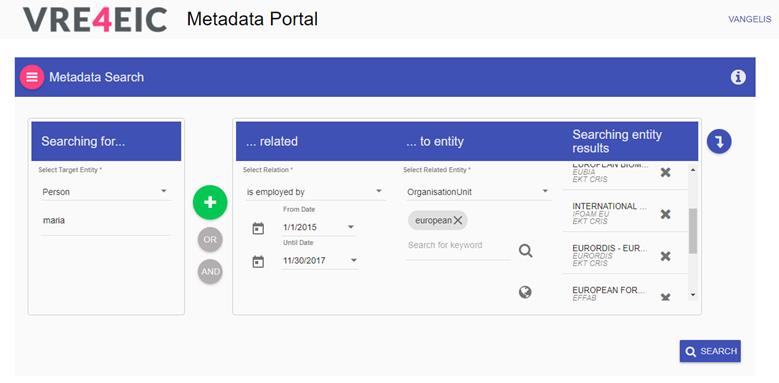 VRE4EIC Metadata Portal
VANGELIS
Metadata Search
Searching for...
Select Target Entity *
Person
maria
OR
AND
... related
Select Relation *
is employed by
From Date
1/1/2015
Until Date
11/30/2017
... to entity
Select Related Entity *
OrganisationUnit
european
Search for keyword
Searching entity
results
EUROPEAN BIOM...
EUBIA
EKT CRIS
INTERNATIONAL ...
IFOAM EU
EKT CRIS
EURORDIS - EUR...
EURORDIS
EKT CRIS
EUROPEAN FOR...
EFFAB
SEARCH